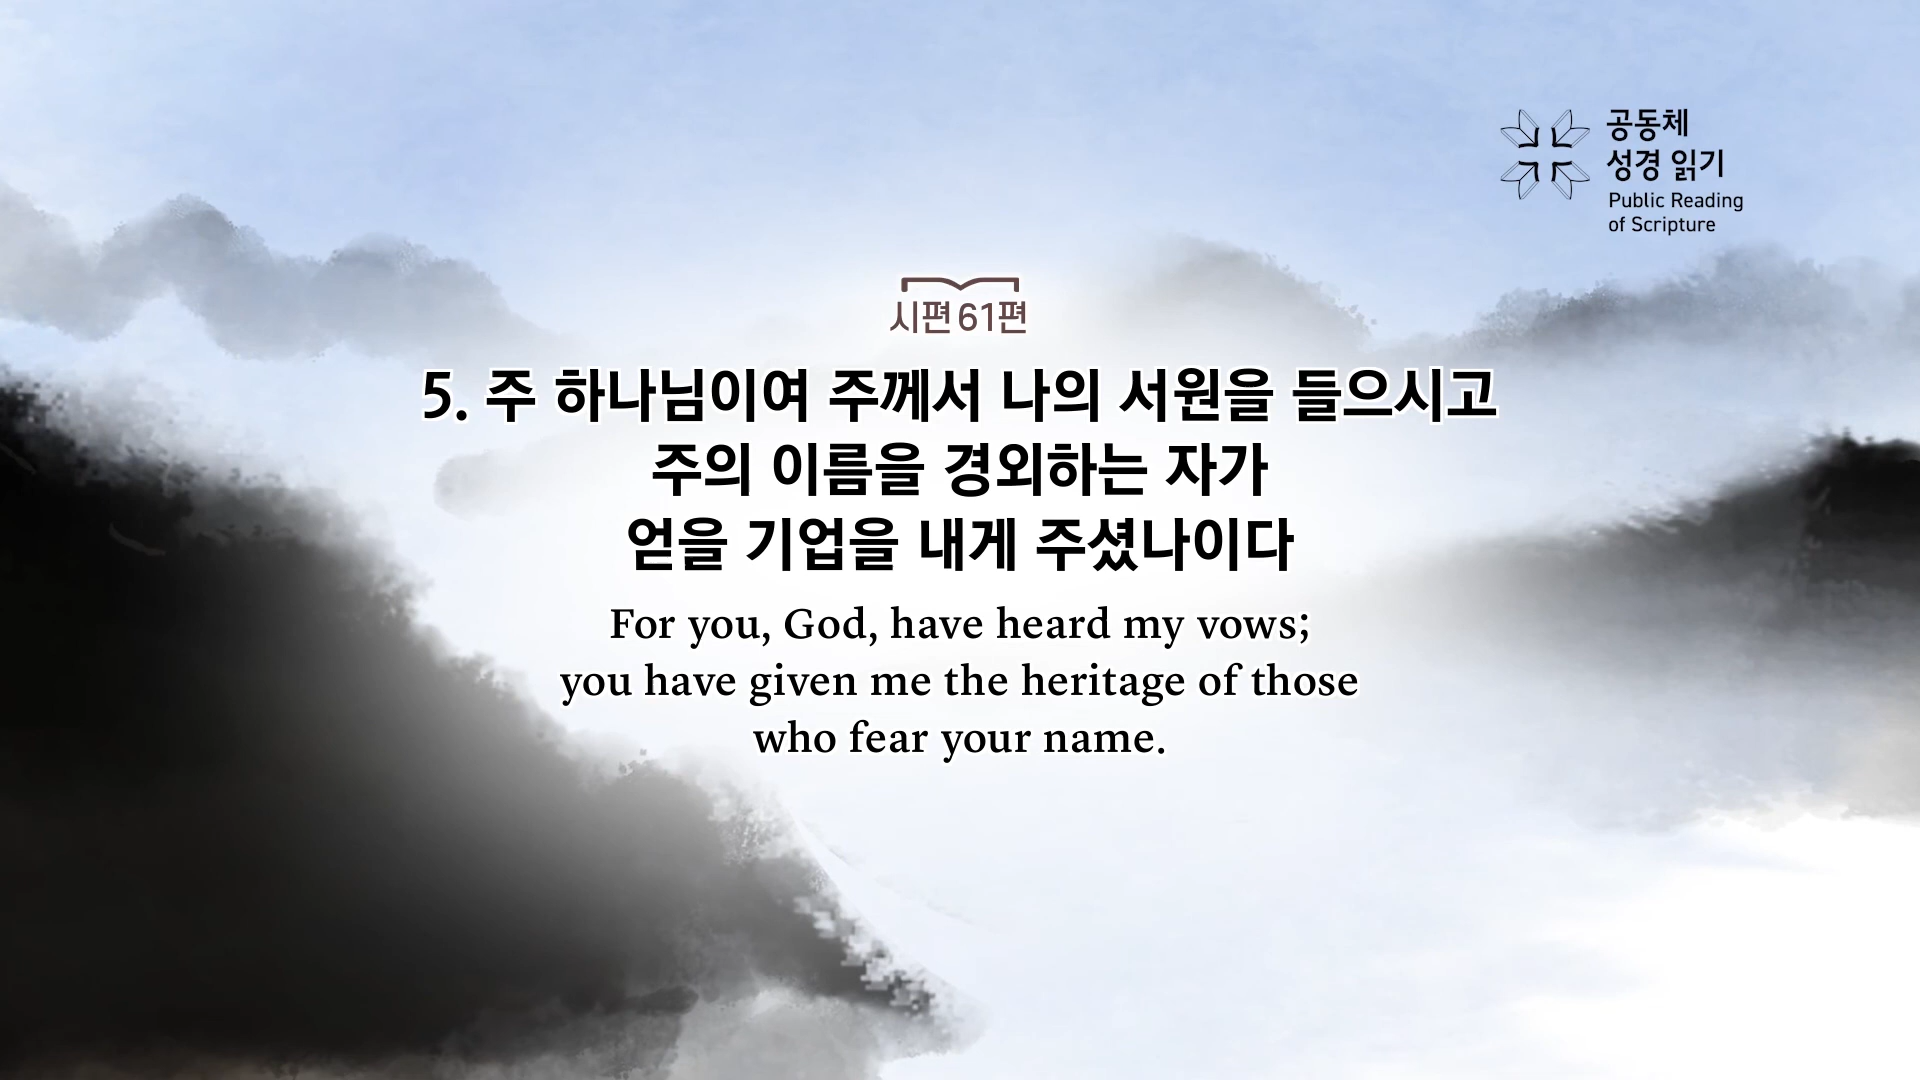 공동체
성경 읽기
Public Reading
of Scripture
시편 61편
5. 주 하나님이여 주께서 나의 서원을 들으시고
주의 이름을 경외하는 자가
얻을 기업을 내게 주셨나이다
For you, God, have heard my vows;
you have given me the heritage of those
who fear your name.